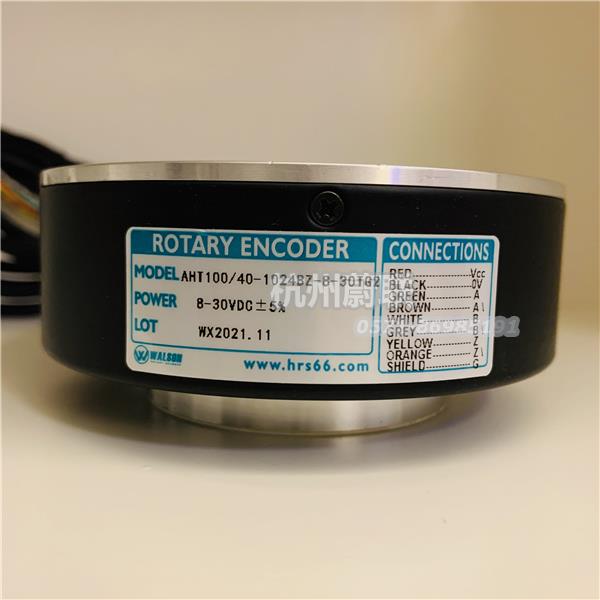 ROTARY ENCODER
MODEL AHT100/40-1024BZ-8-30TG2
POWER 8-30VDC±5%
LOT WX2021.11
WALSON
www.hrs66.com
CONNECTIONS
RED Vcc
BLACK 0V
GREEN A
BROWN A\
WHITE B
GREY
YELLOW Z
ORANGE Z\
SHIELD G
杭州蔚